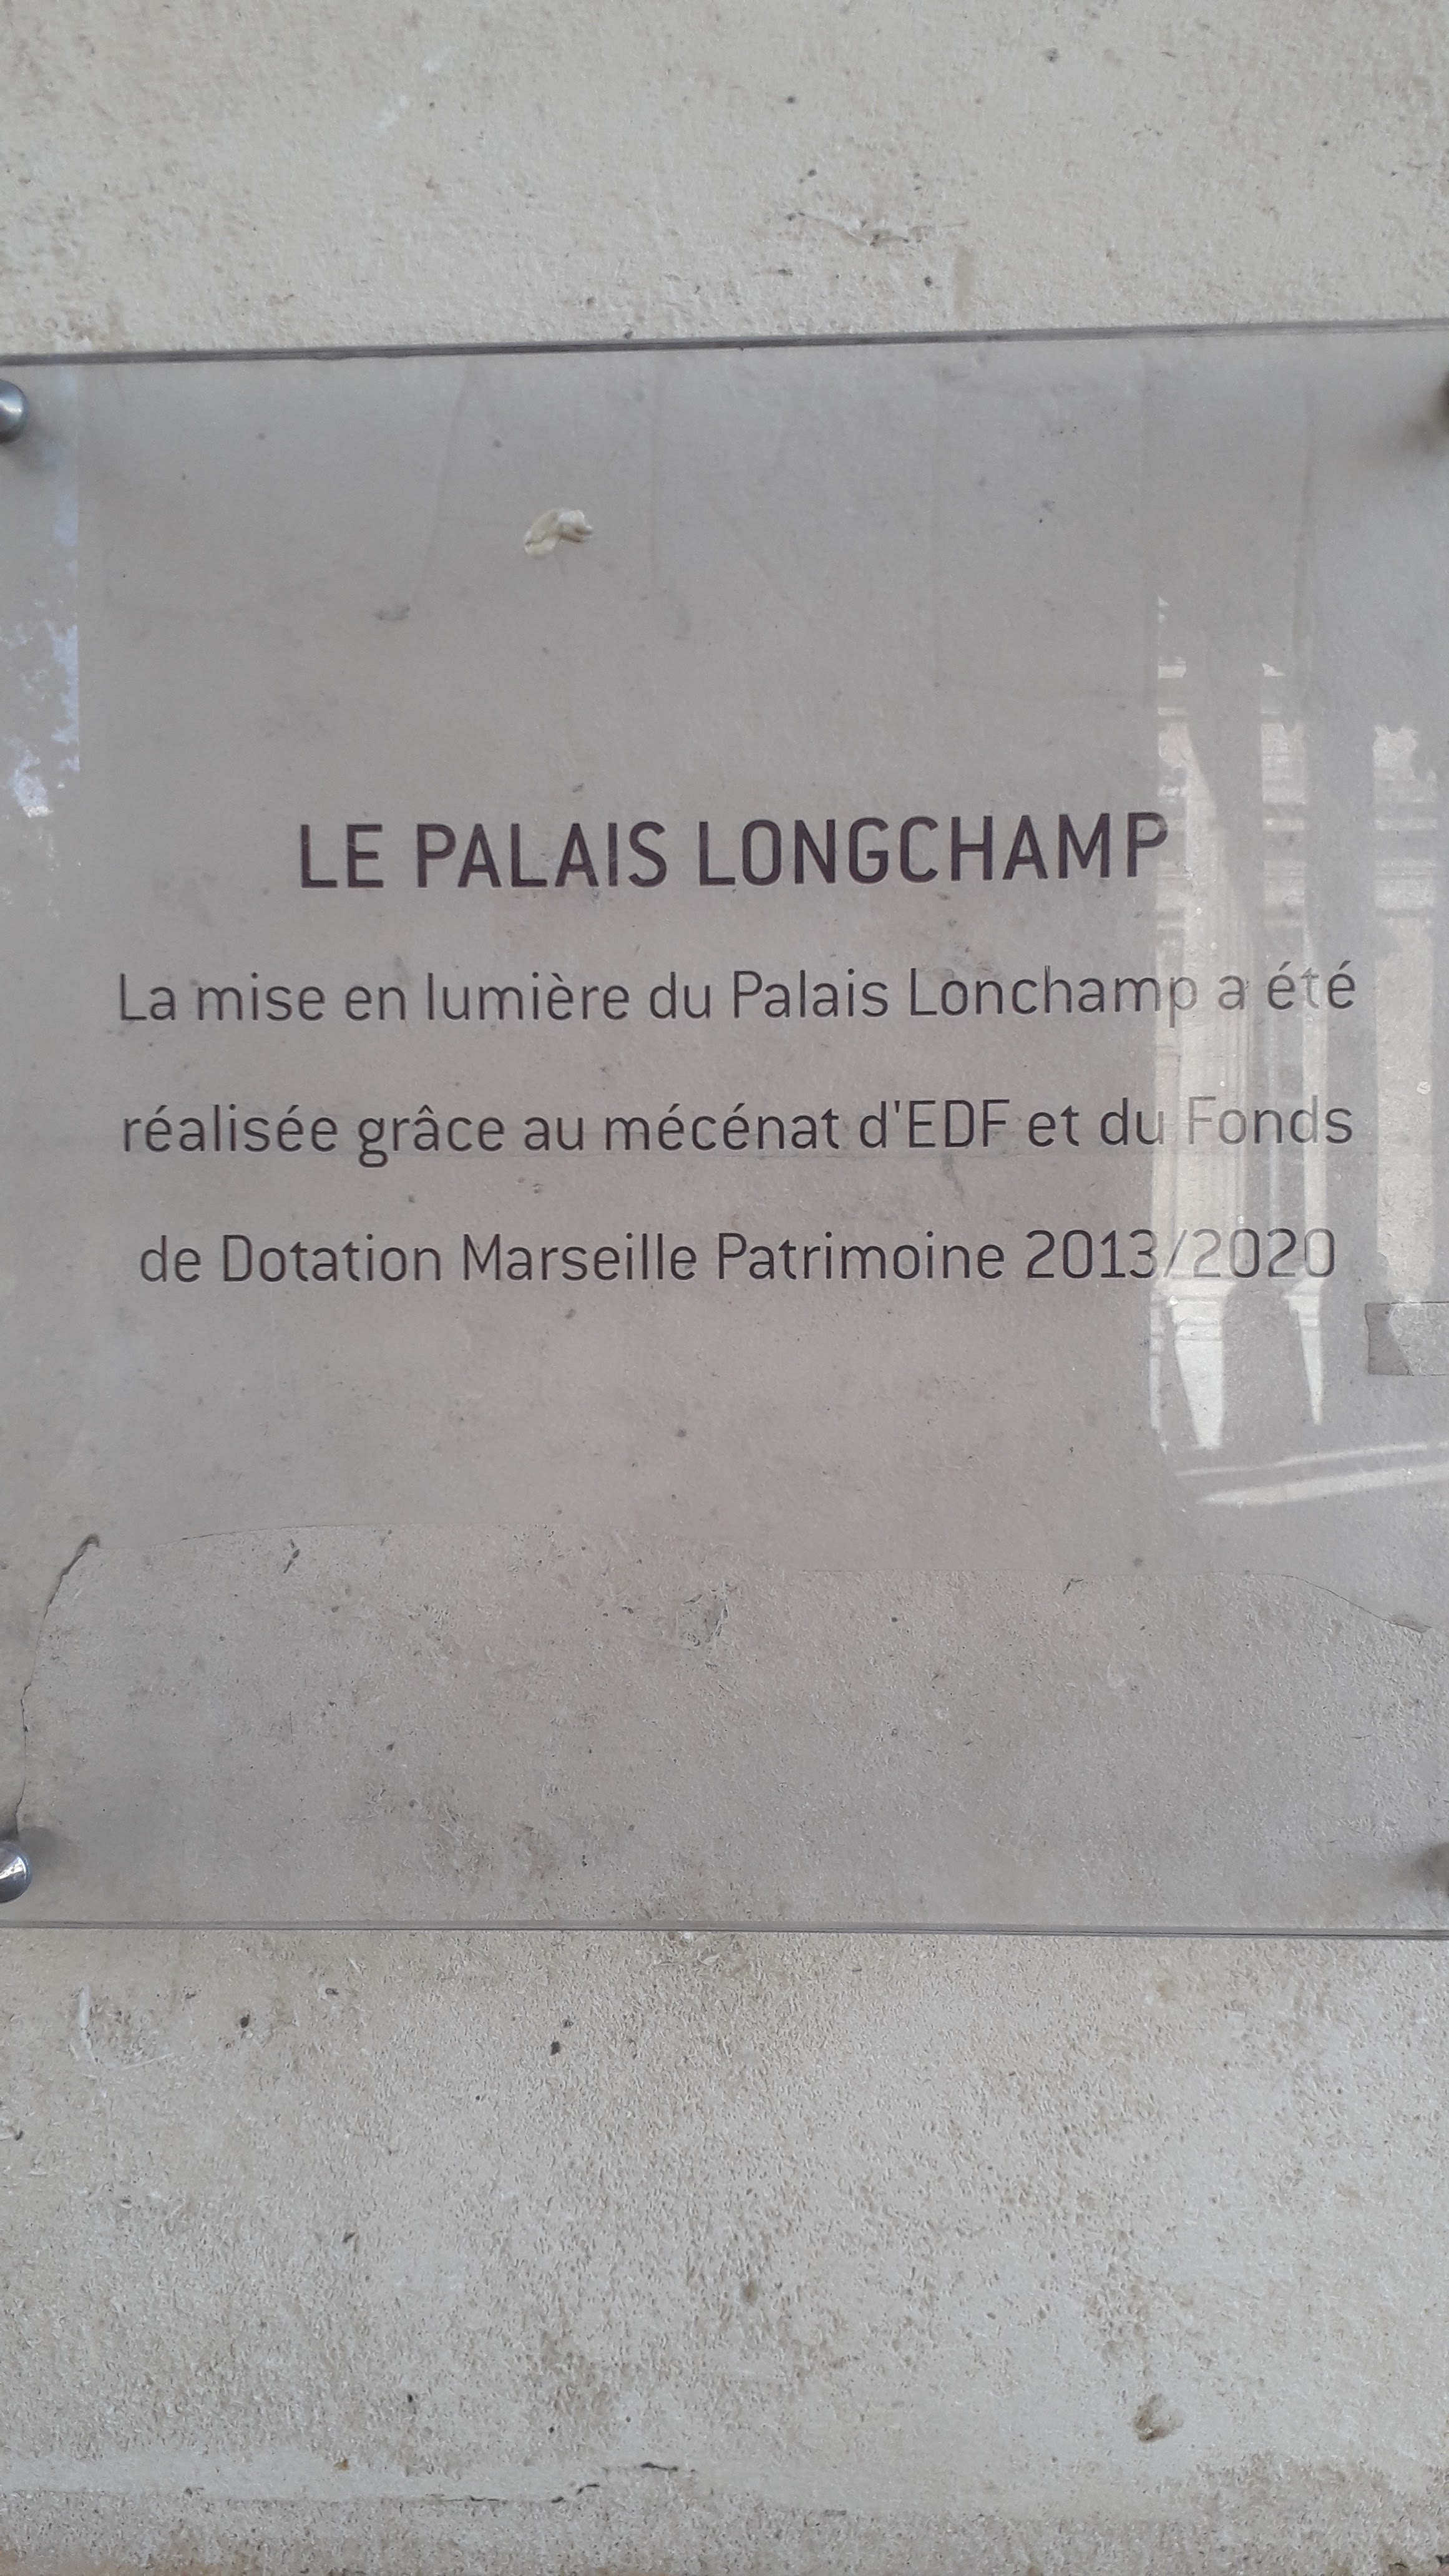 LE PALAIS LONGCHAMP
La mise en lumière du Palais Lonchamp a été
réalisée grâce au mécénat d'EDF et du Fonds
de Dotation Marseille Patrimoine 2013/2020